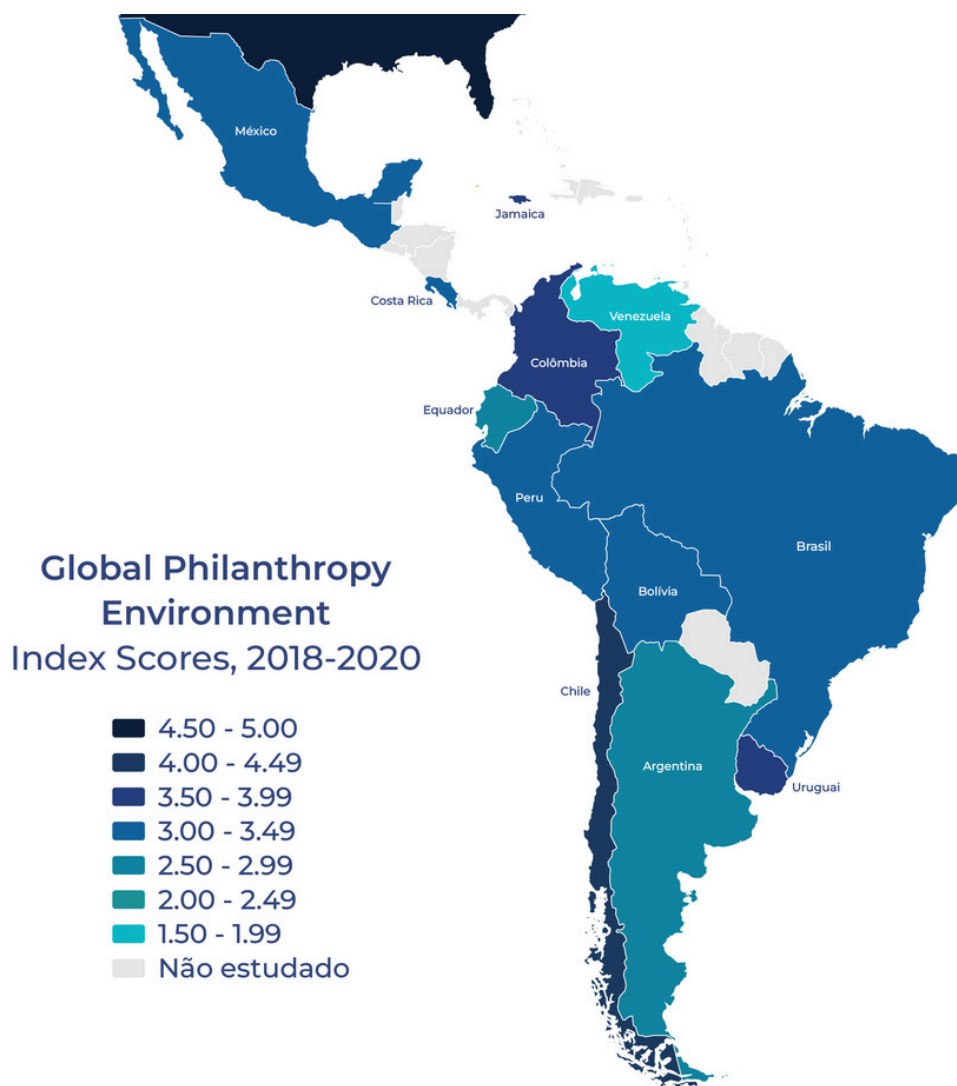 México
Jamaica
Costa Rica
Venezuela
Colômbia
Equador
Peru
Brasil
Global Philanthropy
Environment
Index Scores, 2018-2020
Bolívia
Chile
4.50 - 5.00
4.00 - 4.49
3.50 - 3.99
3.00 - 3.49
2.50 - 2.99
2.00 - 2.49
1.50 - 1.99
Não estudado
Argentina
Uruguai